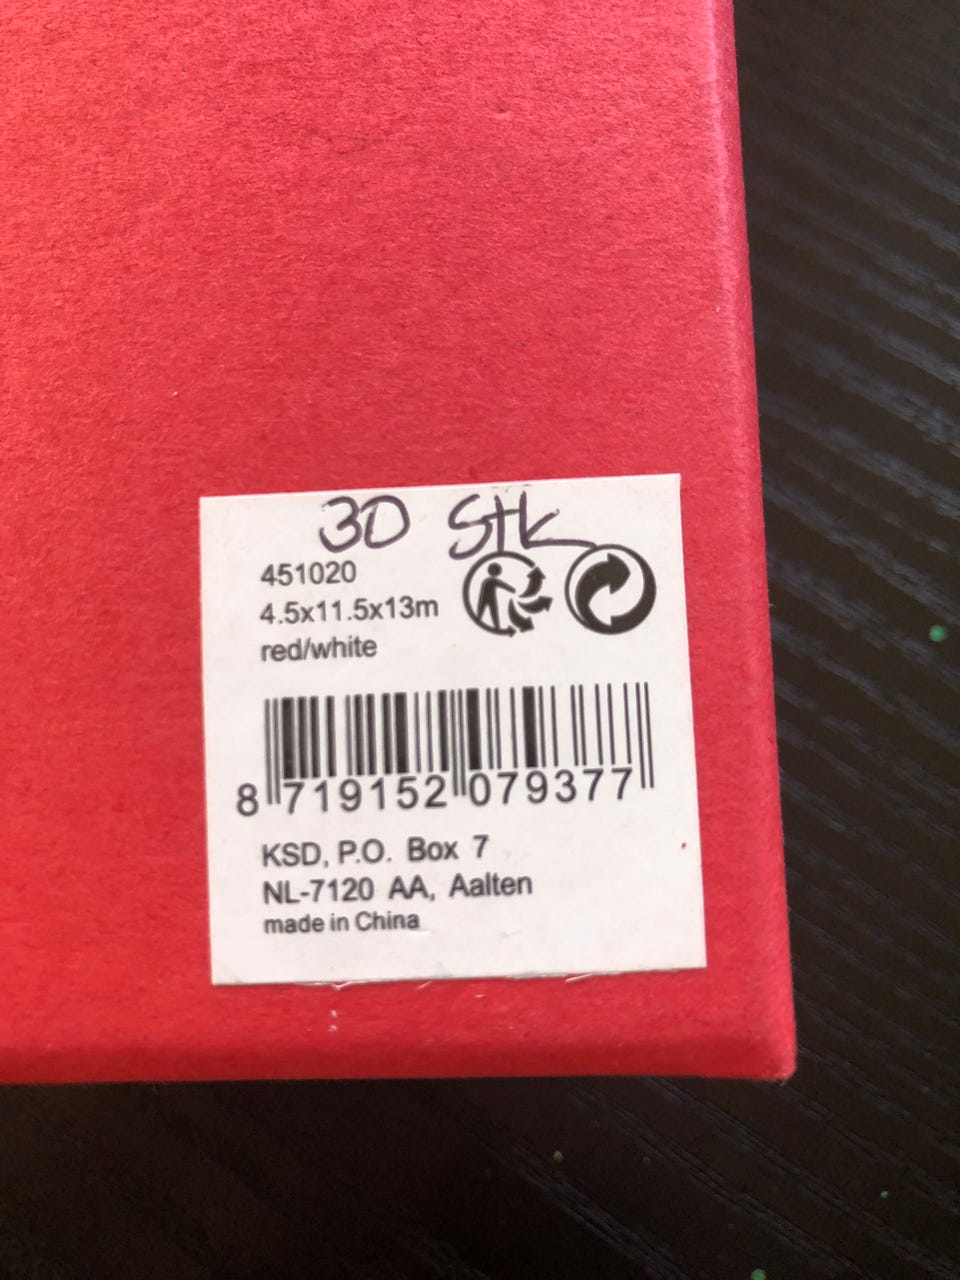 30 Stk
451020
4.5x11.5x13m
red/white
8 719152 079377
KSD, P.O. Box 7
NL-7120 AA, Aalten
made in China